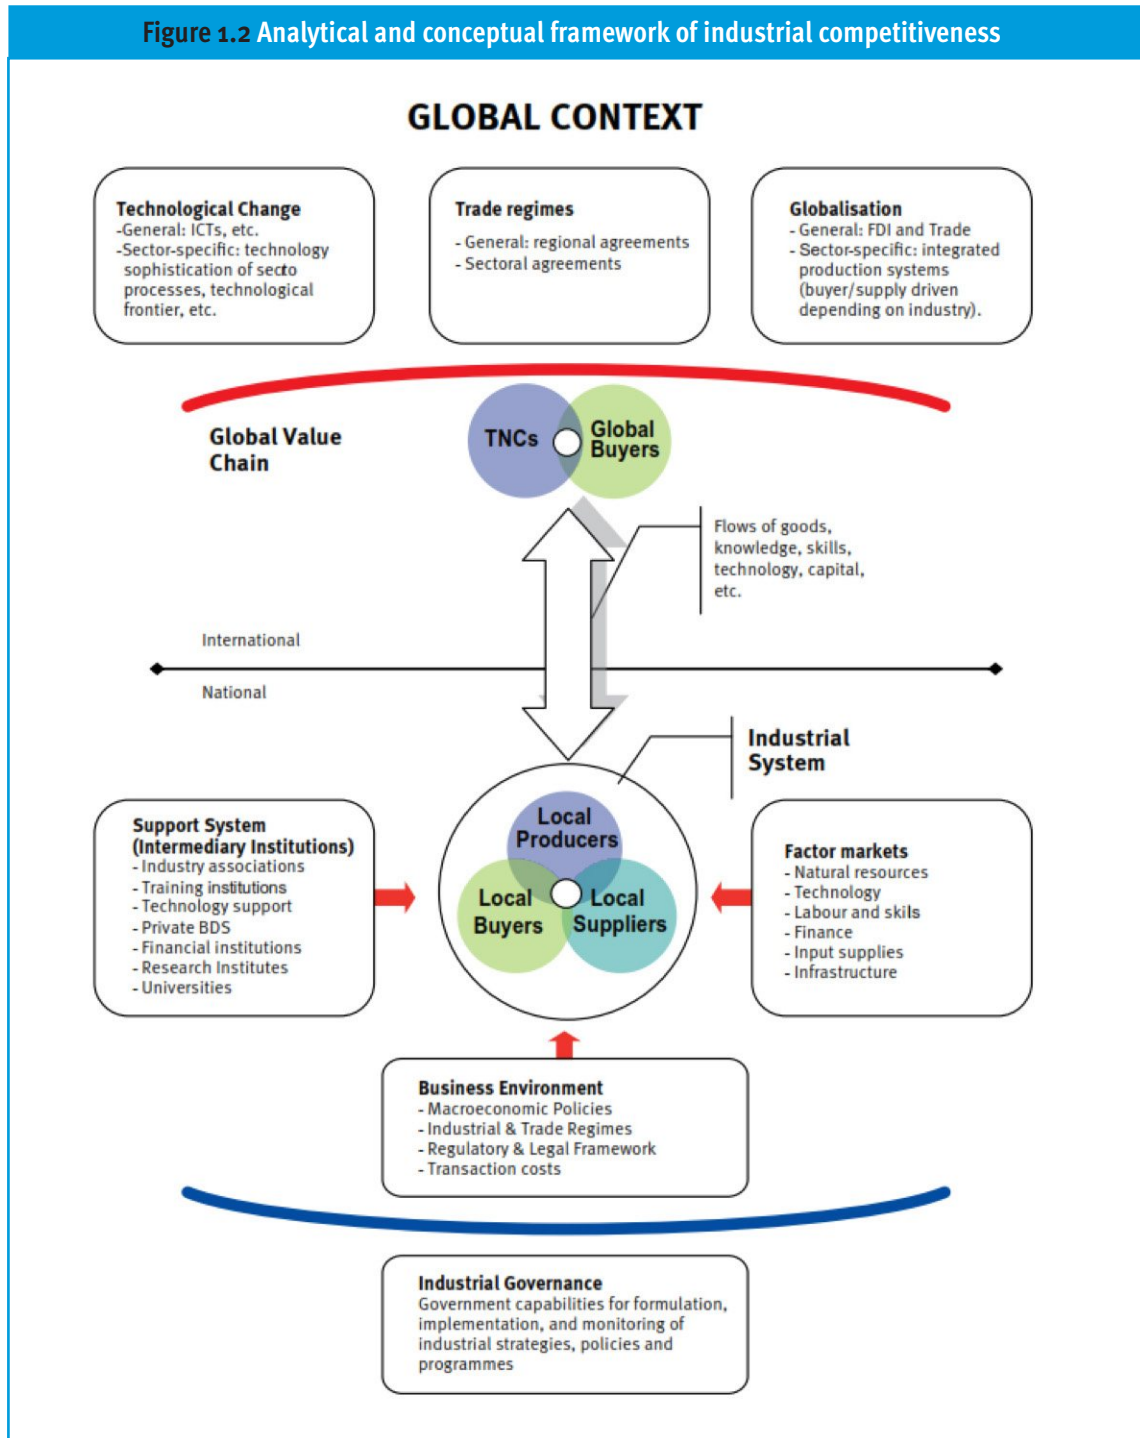 Figure 1.2 Analytical and conceptual framework of industrial competitiveness
GLOBAL CONTEXT
Technological Change
-General: ICTs, etc.
-Sector-specific: technology
sophistication of secto
processes, technological
frontier, etc.
Trade regimes
- General: regional agreements
- Sectoral agreements
Globalisation
- General: FDI and Trade
- Sector-specific: integrated
production systems
(buyer/supply driven
depending on industry).
Global Value
Chain
TNCs
Global
Buyers
Flows of goods,
knowledge, skills,
technology, capital,
etc.
International
National
Industrial
System
Support System
(Intermediary Institutions)
- Industry associations
- Training institutions
- Technology support
- Private BDS
- Financial institutions
- Research Institutes
- Universities
Local
Producers
Local
Buyers
Local
Suppliers
Factor markets
- Natural resources
- Technology
- Labour and skils
- Finance
- Input supplies
- Infrastructure
Business Environment
- Macroeconomic Policies
- Industrial & Trade Regimes
- Regulatory & Legal Framework
- Transaction costs
Industrial Governance
Government capabilities for formulation,
implementation, and monitoring of
industrial strategies, policies and
programmes